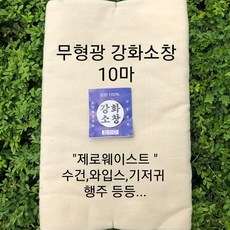 무형광 강화소창
10마
강화
소창
"제로웨이스트 "
수건,와입스,기저귀
행주 등등...